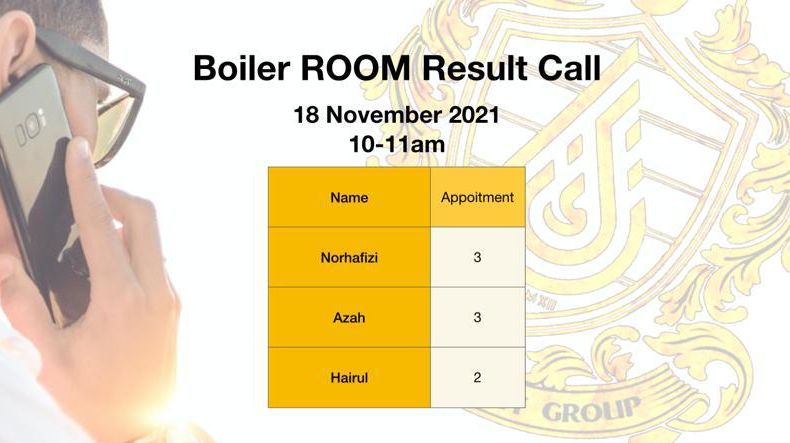 Boiler ROOM Result Call
18 November 2021
10-11am
Name Appoitment
Norhafizi 3
Azah 3
Hairul 2
GROUP